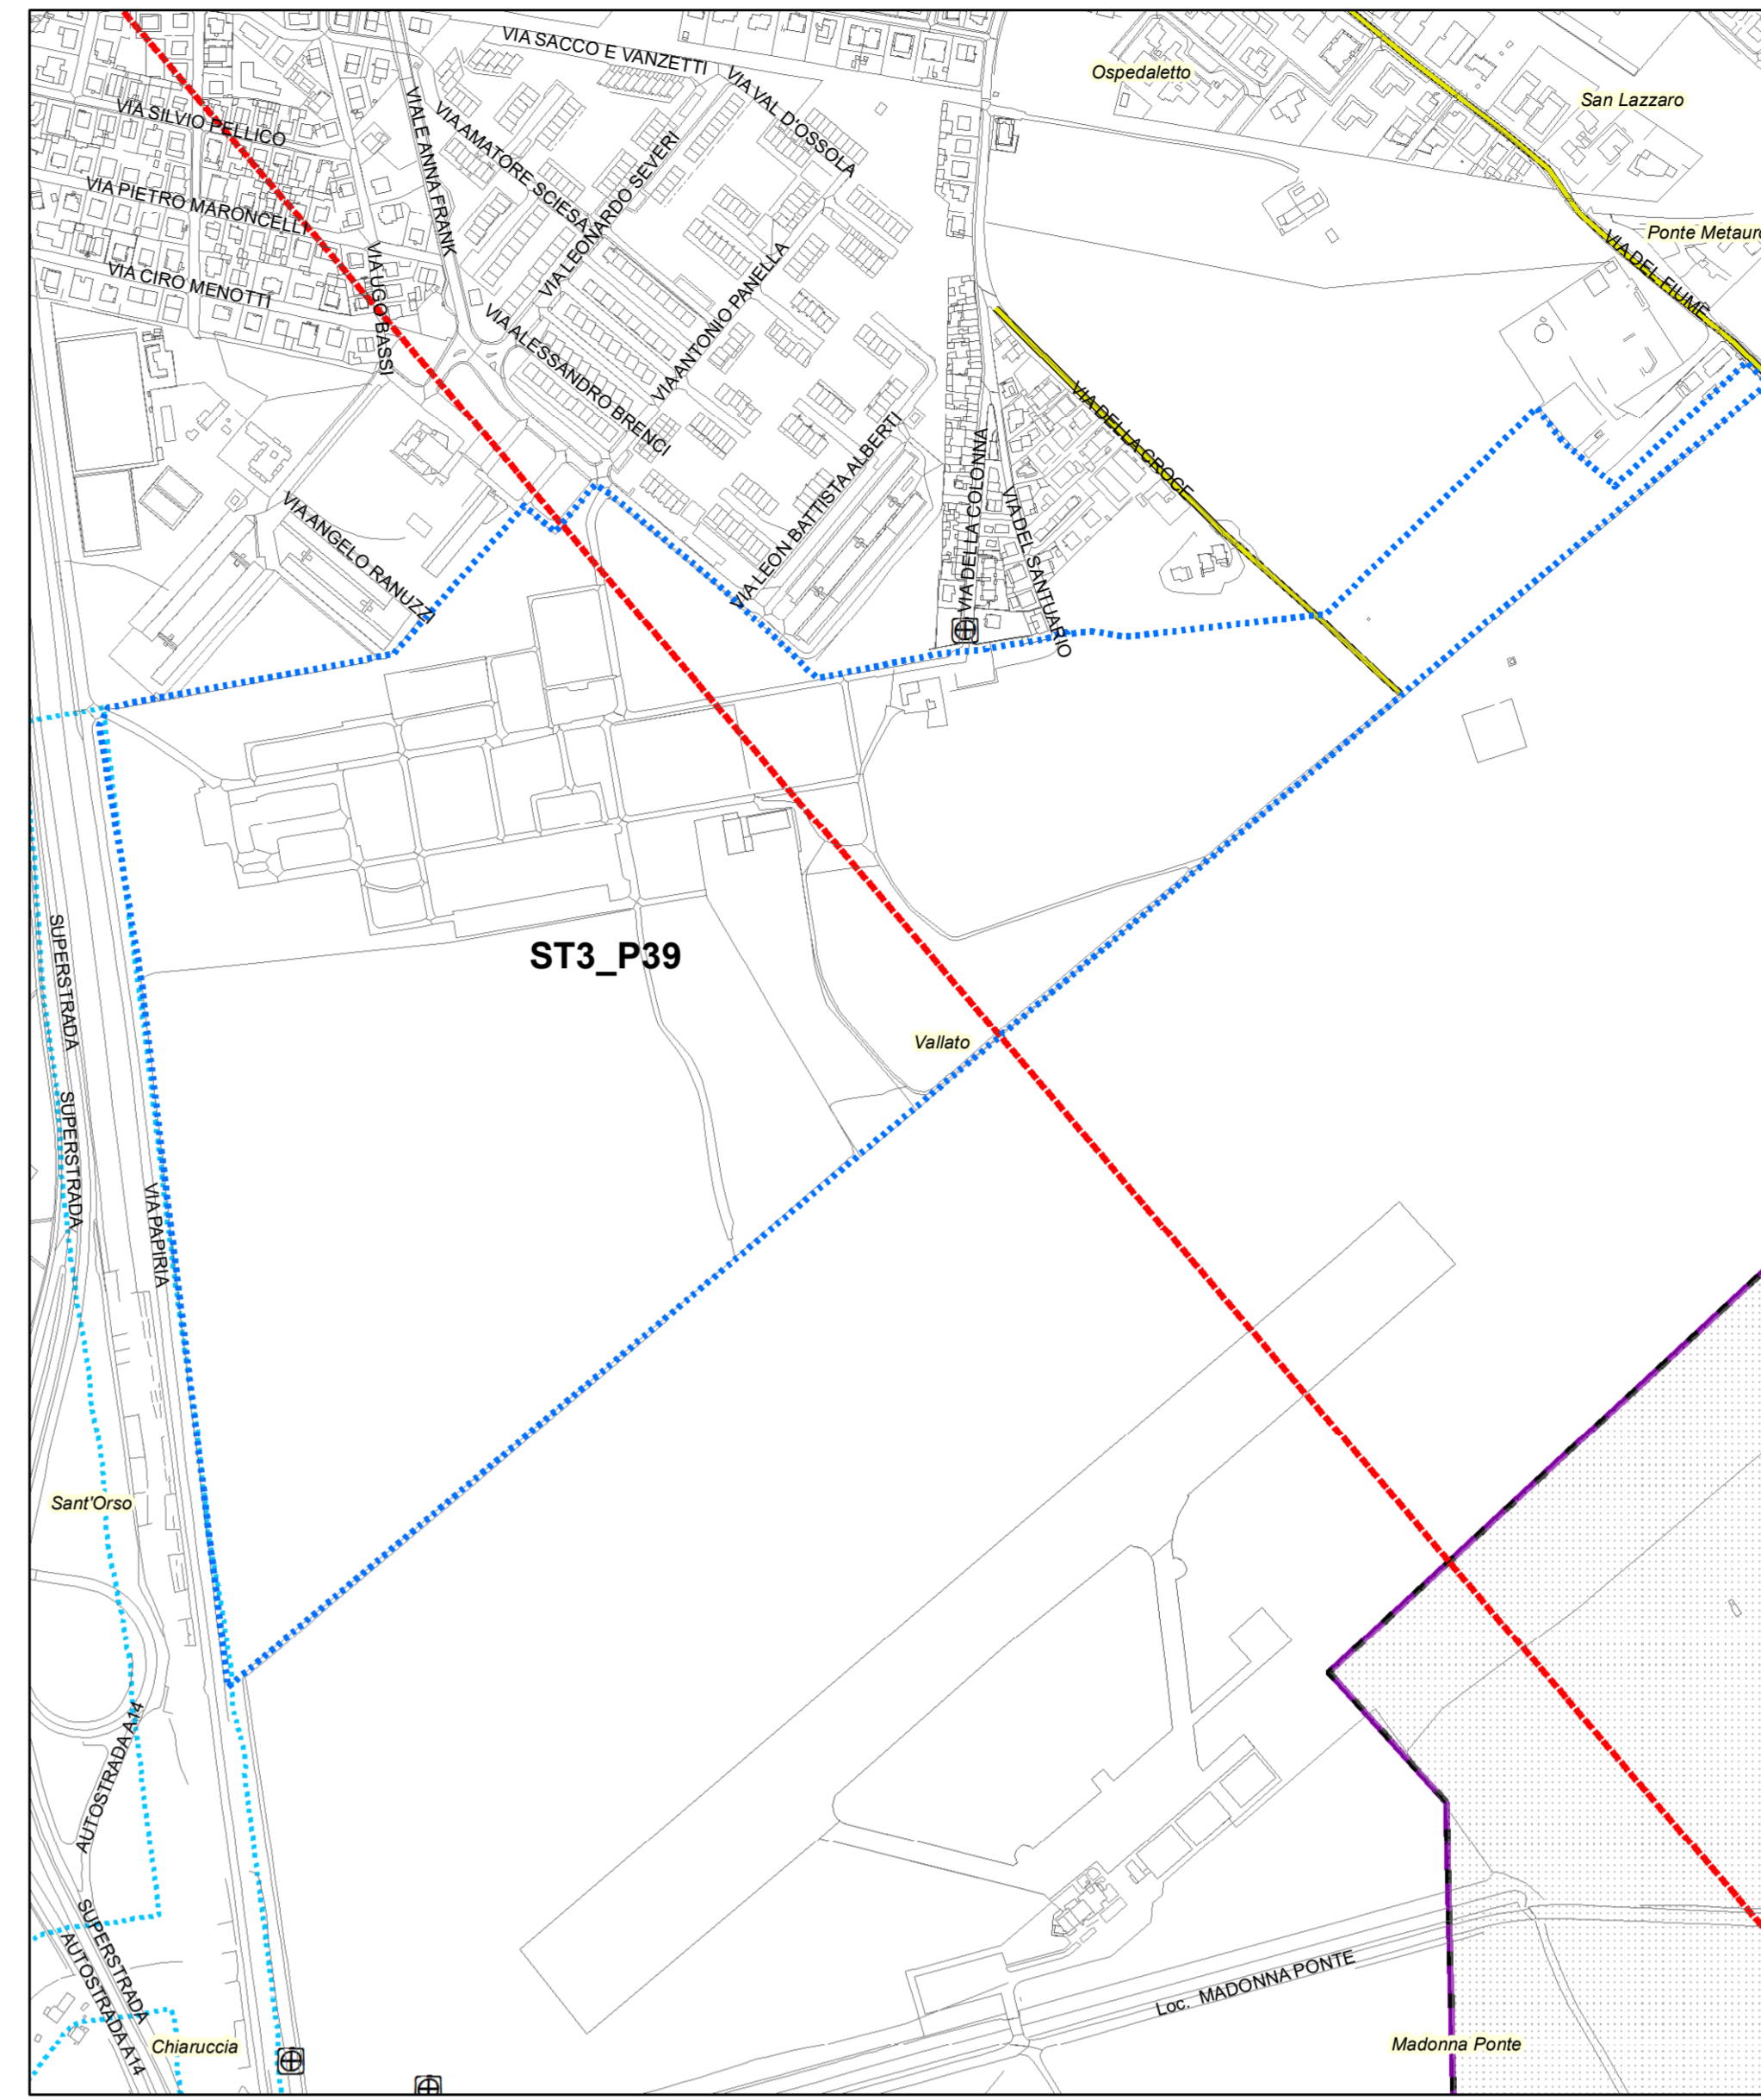 VIA SACCO E VANZETTI
Ospedaletto
VIA VAL D'OSSOLA
San Lazzaro
VIA SILVIO PELLICO
VIALE ANNA FRANK
VIA AMATORE SCIESA
VIA LEONARDO SEVERI
VIA PIETRO MARONCELLI
Ponte Metauro
VIA DEL FIUME
VIA CIRO MENOTTI
VIA UGO BASSI
VIA ANTONIO PANELLA
VIA ALESSANDRO BRENCI
VIA DELLA CROCE
VIA LEON BATTISTA ALBERTI
VIA DELLA COLONNA
VIA DEL SANTUARIO
VIA ANGELO RANUZZI
ST3_P39
SUPERSTRADA
Vallato
SUPERSTRADA
VIA PAPIRIA
Sant'Orso
AUTOSTRADA A14
SUPERSTRADA
AUTOSTRADA A14
Loc. MADONNA PONTE
Chiaruccia
Madonna Ponte